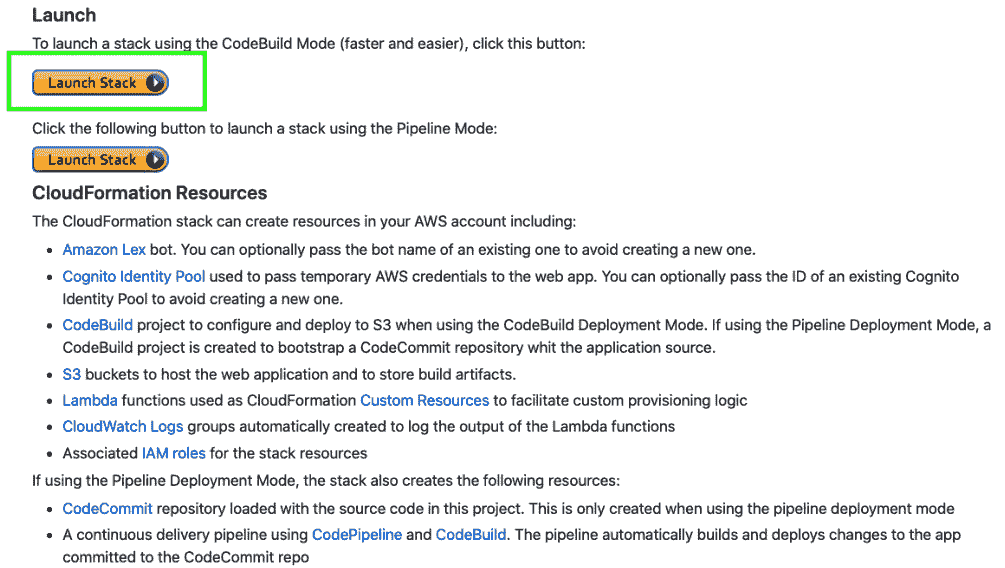 Launch
To launch a stack using the CodeBuild Mode (faster and easier), click this button:
Launch Stack
Click the following button to launch a stack using the Pipeline Mode:
Launch Stack
CloudFormation Resources
The CloudFormation stack can create resources in your AWS account including:
• Amazon Lex bot. You can optionally pass the bot name of an existing one to avoid creating a new one.
• Cognito Identity Pool used to pass temporary AWS credentials to the web app. You can optionally pass the ID of an existing Cognito
Identity Pool to avoid creating a new one.
• CodeBuild project to configure and deploy to S3 when using the CodeBuild Deployment Mode. If using the Pipeline Deployment Mode, a
CodeBuild project is created to bootstrap a CodeCommit repository whit the application source.
• S3 buckets to host the web application and to store build artifacts.
• Lambda functions used as CloudFormation Custom Resources to facilitate custom provisioning logic
• CloudWatch Logs groups automatically created to log the output of the Lambda functions
• Associated IAM roles for the stack resources
If using the Pipeline Deployment Mode, the stack also creates the following resources:
• CodeCommit repository loaded with the source code in this project. This is only created when using the pipeline deployment mode
• A continuous delivery pipeline using CodePipeline and CodeBuild. The pipeline automatically builds and deploys changes to the app
committed to the CodeCommit repo